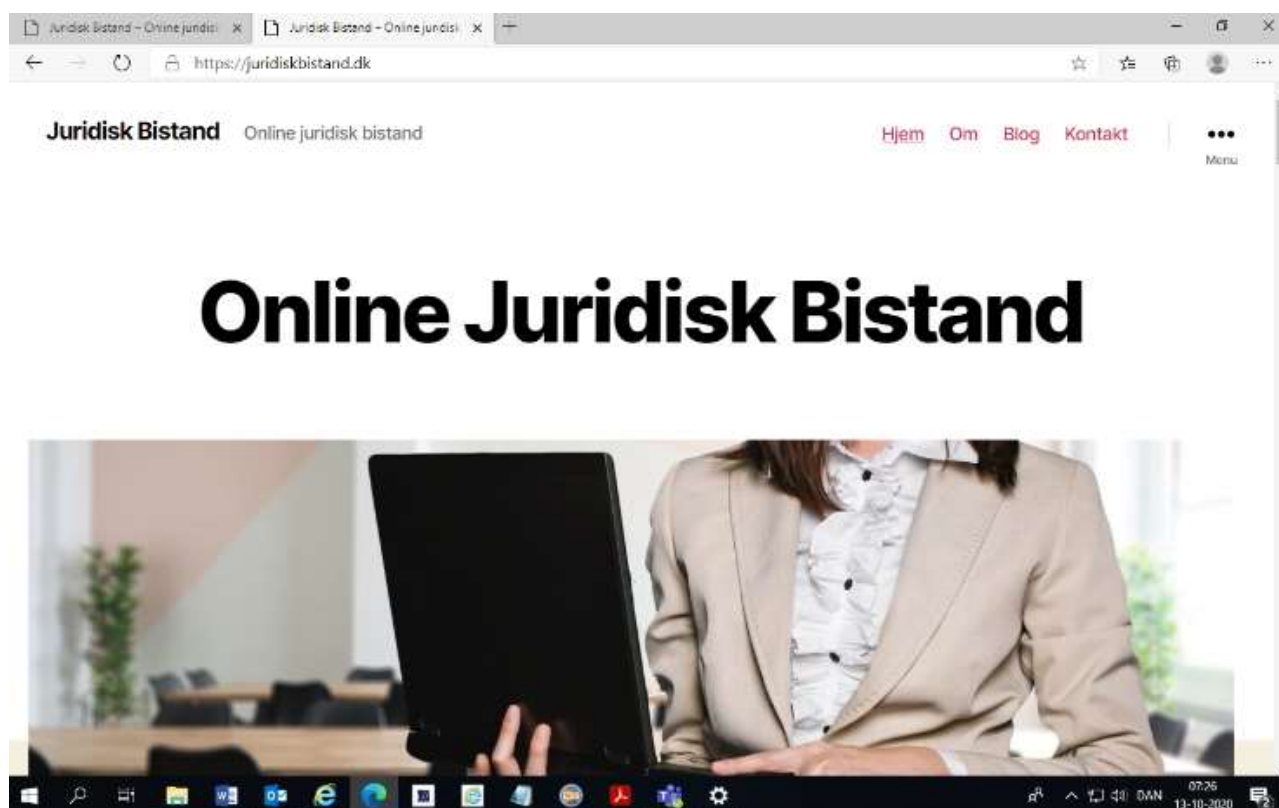 Juridisk Bistand – Online juridi
Juridisk Bistand – Online juridisk
https://juridiskbistand.dk
Juridisk Bistand Online juridisk bistand Hjem Om Blog Kontakt
Menu
Online Juridisk Bistand
DAN
07:26
13-10-2020